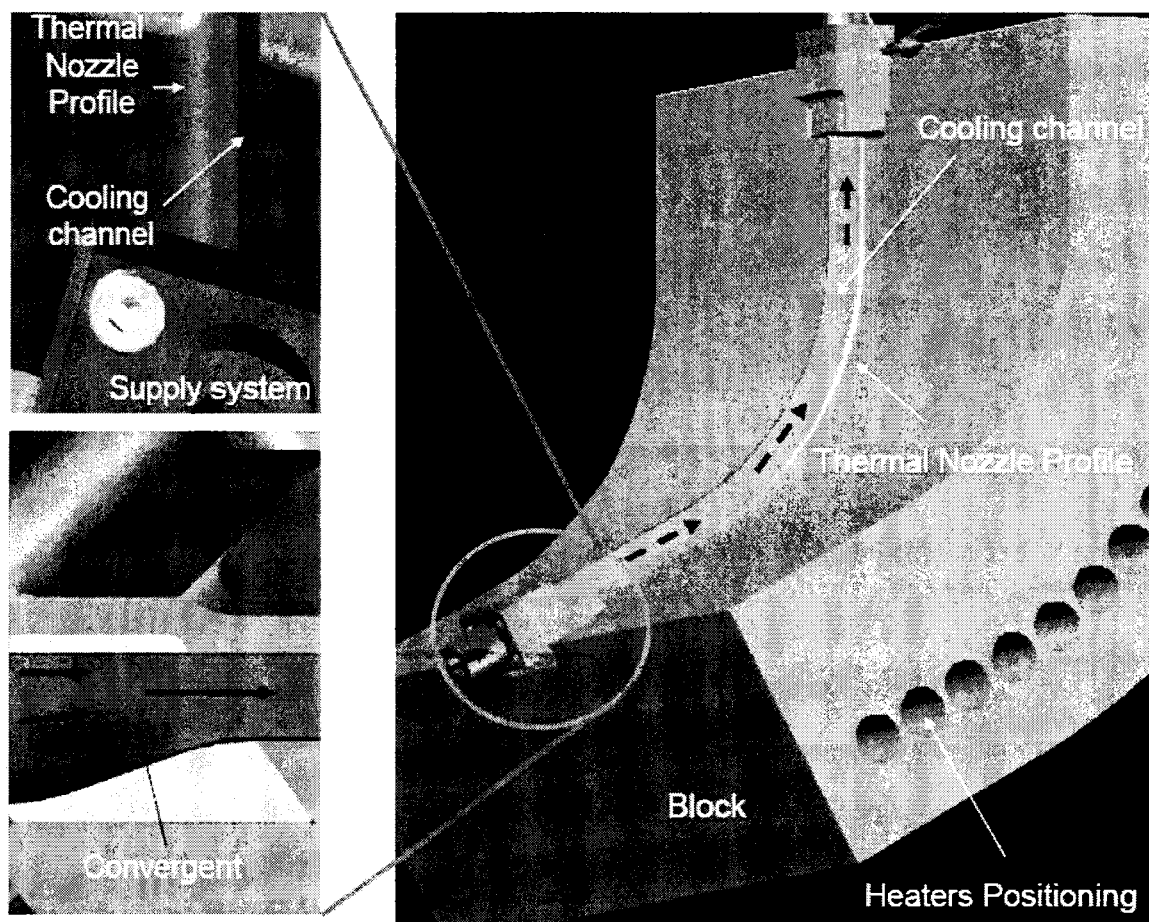 Thermal
Nozzle
Profile
Cooling
channel
Supply system
Convergent
Cooling channel
Thermal Nozzle Profile
Block
Heaters Positioning